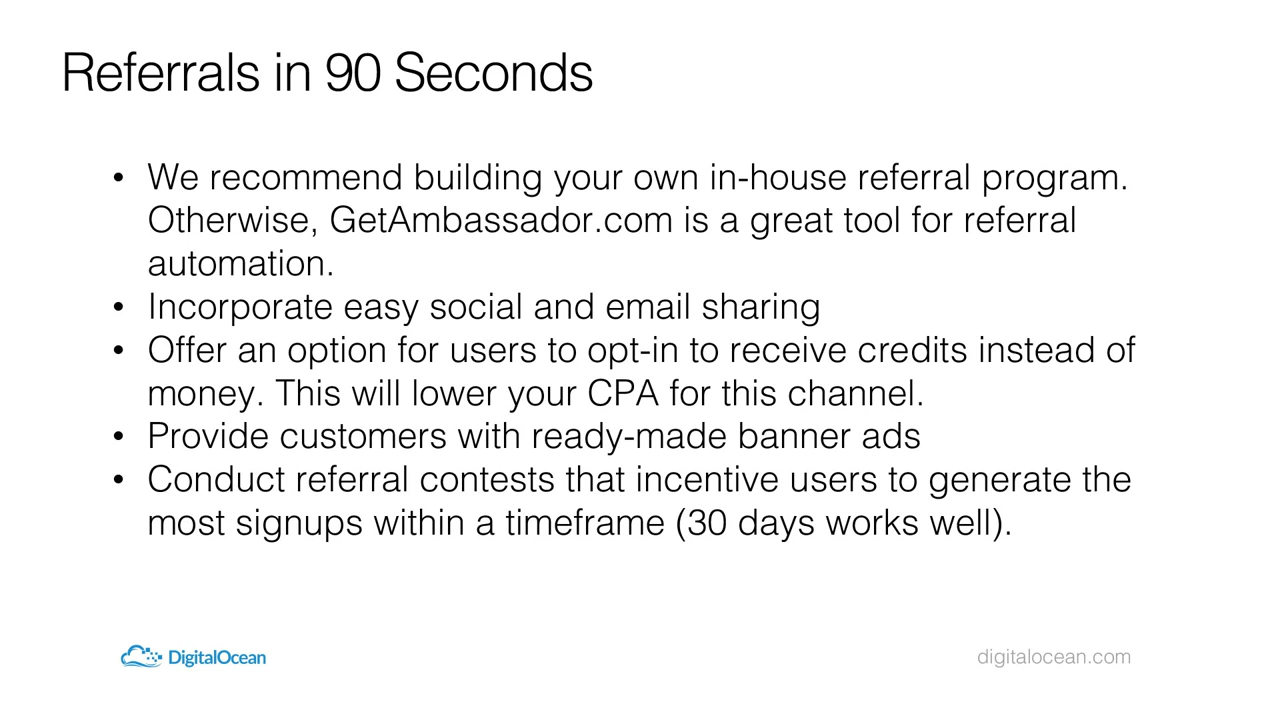 Referrals in 90 Seconds
• We recommend building your own in-house referral program.
Otherwise, GetAmbassador.com is a great tool for referral
automation.
• Incorporate easy social and email sharing
• Offer an option for users to opt-in to receive credits instead of
money. This will lower your CPA for this channel.
• Provide customers with ready-made banner ads
• Conduct referral contests that incentive users to generate the
most signups within a timeframe (30 days works well).
DigitalOcean
digitalocean.com